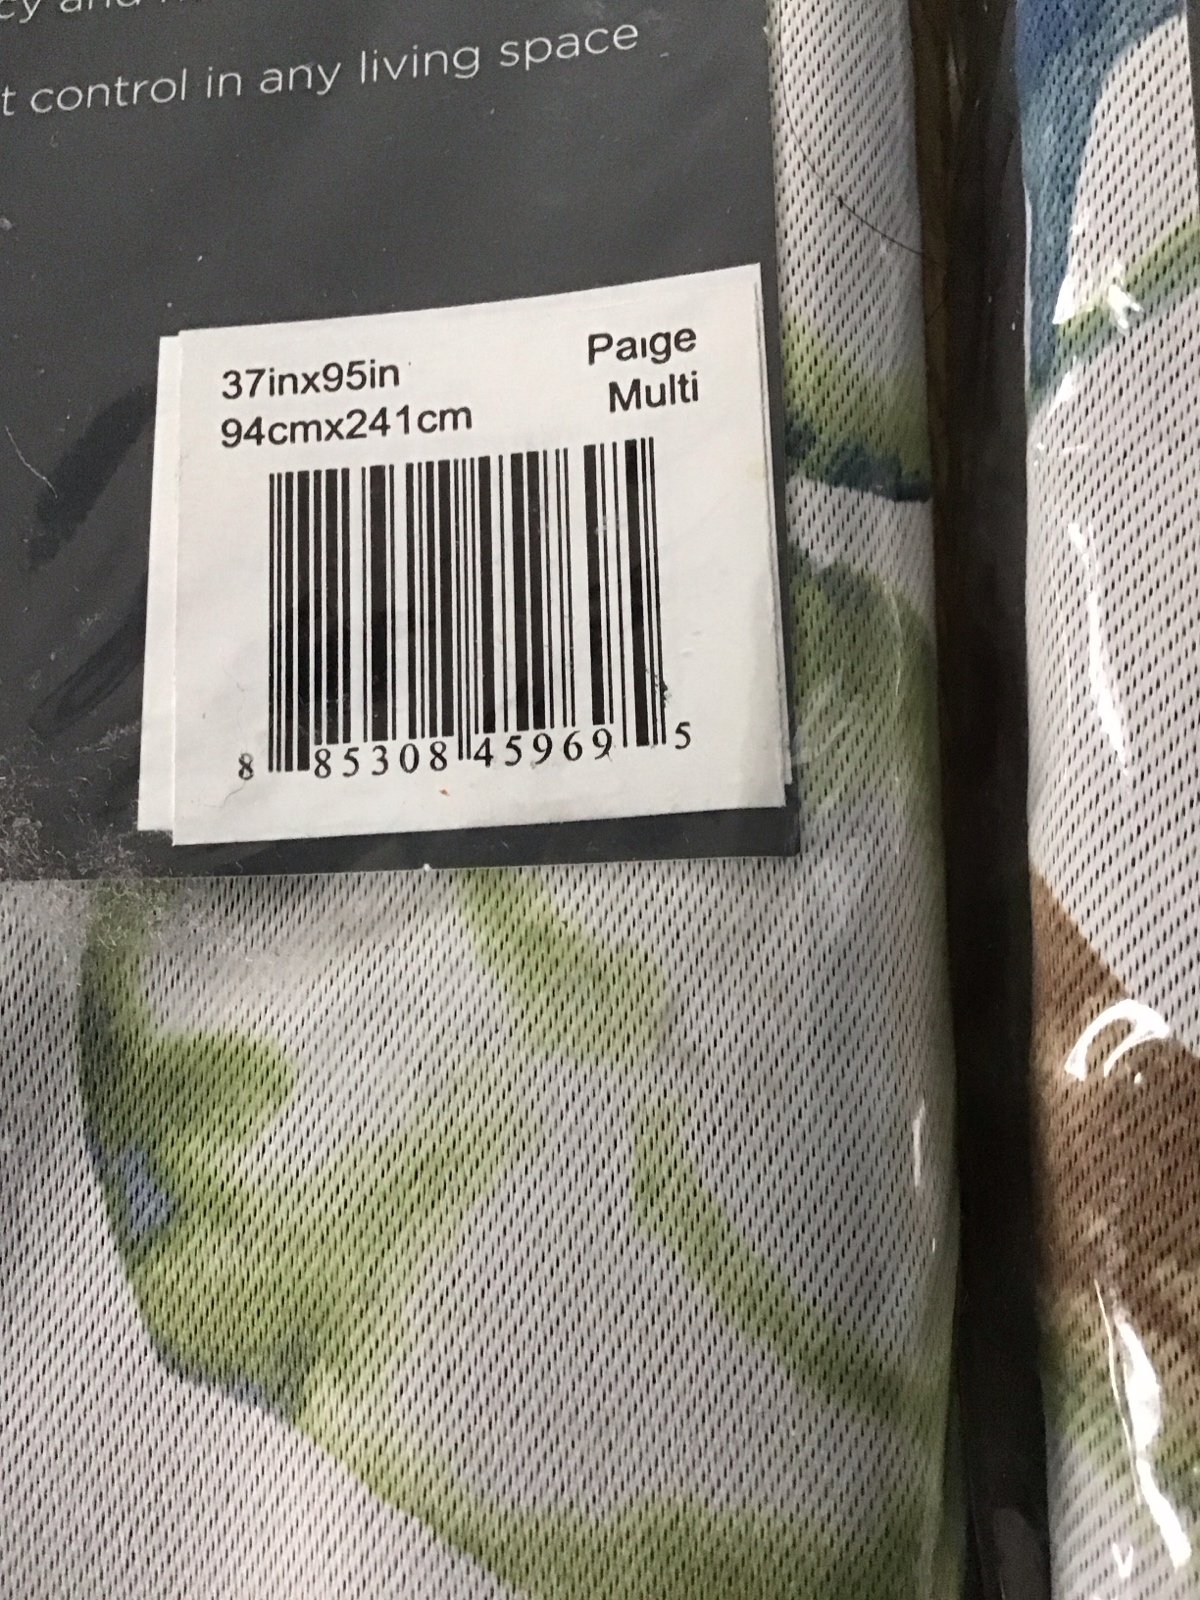 t control in any living space
37inx95in Paige
94cmx241cm Multi
8 85308 45969 5